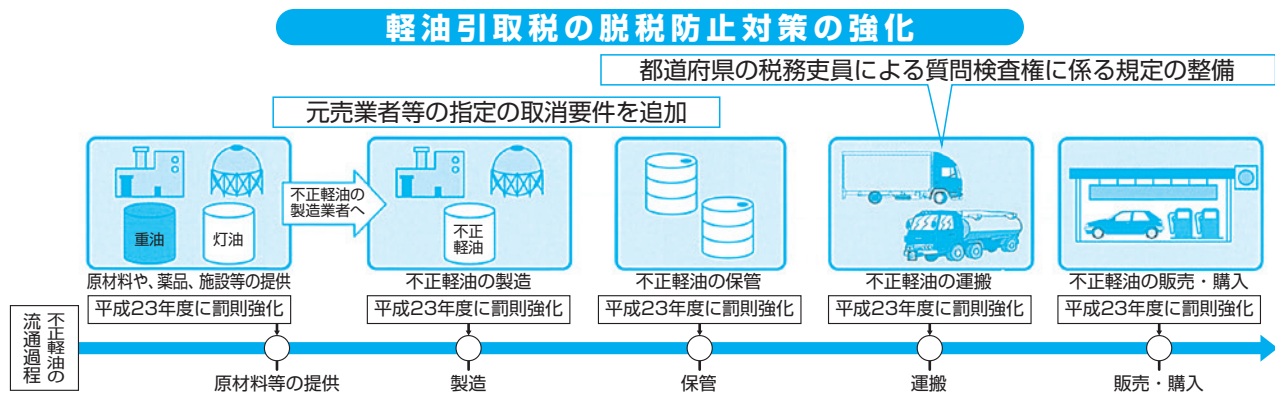 軽油引取税の脱税防止対策の強化
都道府県の税務吏員による質問検査権に係る規定の整備
元売業者等の指定の取消要件を追加
重油
灯油
不正軽油の
製造業者へ
不正
軽油
原材料や、薬品、施設等の提供
不正軽油の製造
不正軽油の保管
不正軽油の運搬
不正軽油の販売・購入
平成23年度に罰則強化
平成23年度に罰則強化
平成23年度に罰則強化
平成23年度に罰則強化
平成23年度に罰則強化
不正軽油の
流通過程
原材料等の提供
製造
保管
運搬
販売・購入